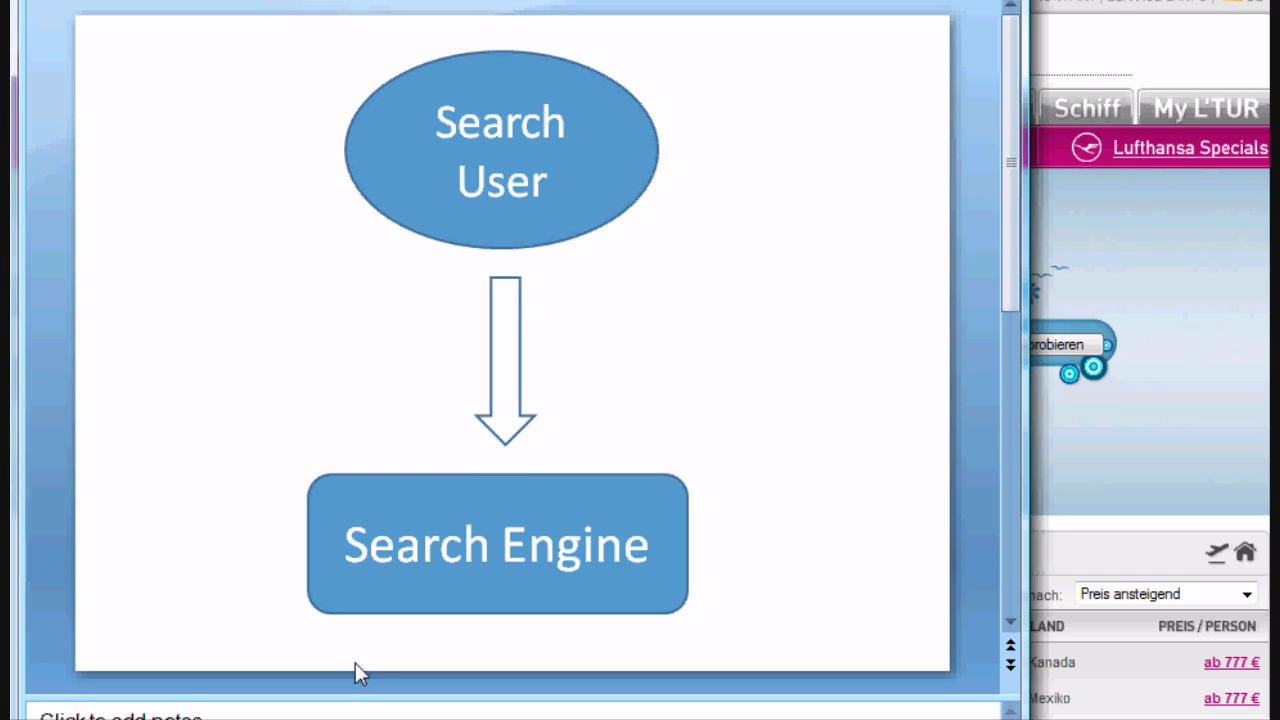 Search
User
Search Engine
Click to add notes
Schiff
My L'TUR
Lufthansa Specials
probieren
nach:
Preis ansteigend
LAND
PREIS / PERSON
Kanada
ab 777 €
Mexiko
ab 777 €